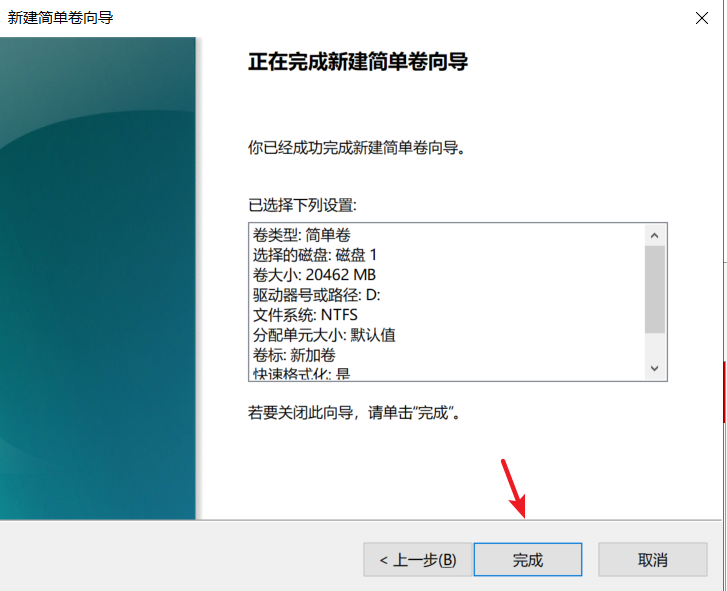 新建简单卷向导
正在完成新建简单卷向导
你已经成功完成新建简单卷向导。
已选择下列设置:
卷类型: 简单卷
选择的磁盘: 磁盘 1
卷大小: 20462 MB
驱动器号或路径: D:
文件系统: NTFS
分配单元大小: 默认值
卷标: 新加卷
快速格式化: 是
若要关闭此向导，请单击"完成"。
< 上一步(B)
完成
取消